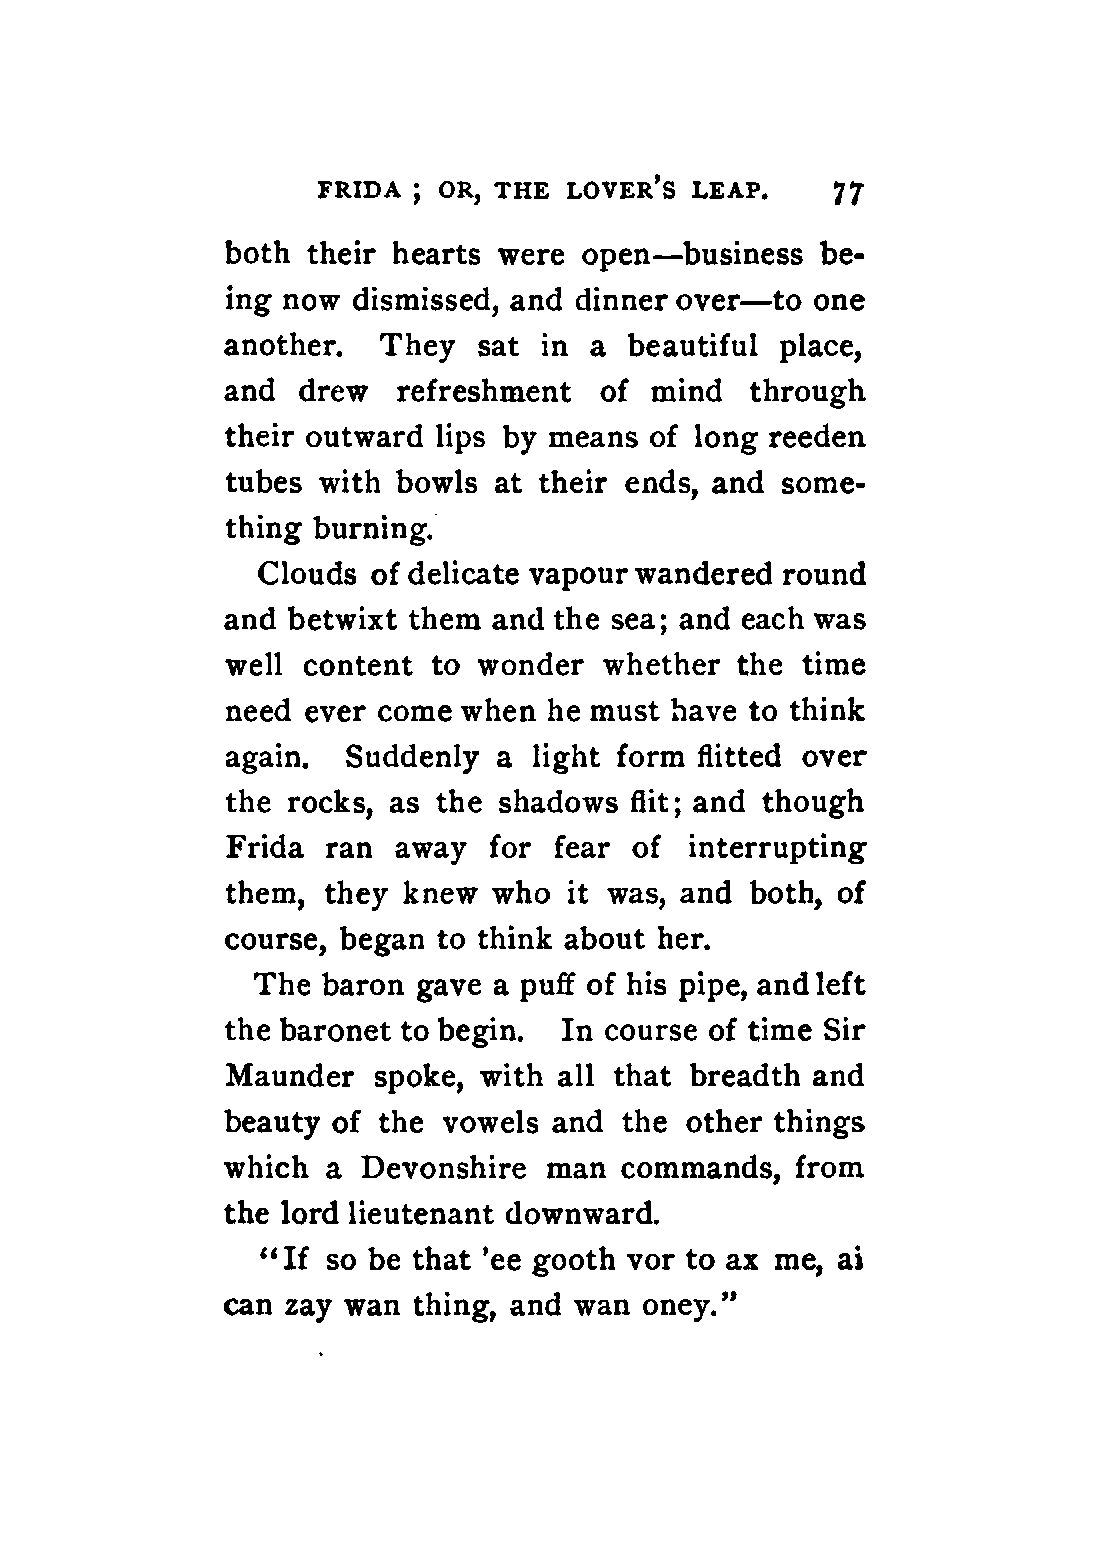 FRIDA ; OR, THE LOVER'S LEAP. 77
both their hearts were open—business be-
ing now dismissed, and dinner over—to one
another. They sat in a beautiful place,
and drew refreshment of mind through
their outward lips by means of long reeden
tubes with bowls at their ends, and some-
thing burning.
Clouds of delicate vapour wandered round
and betwixt them and the sea; and each was
well content to wonder whether the time
need ever come when he must have to think
again. Suddenly a light form flitted over
the rocks, as the shadows flit; and though
Frida ran away for fear of interrupting
them, they knew who it was, and both, of
course, began to think about her.
The baron gave a puff of his pipe, and left
the baronet to begin. In course of time Sir
Maunder spoke, with all that breadth and
beauty of the vowels and the other things
which a Devonshire man commands, from
the lord lieutenant downward.
"If so be that 'ee gooth vor to ax me, ai
can zay wan thing, and wan oney."